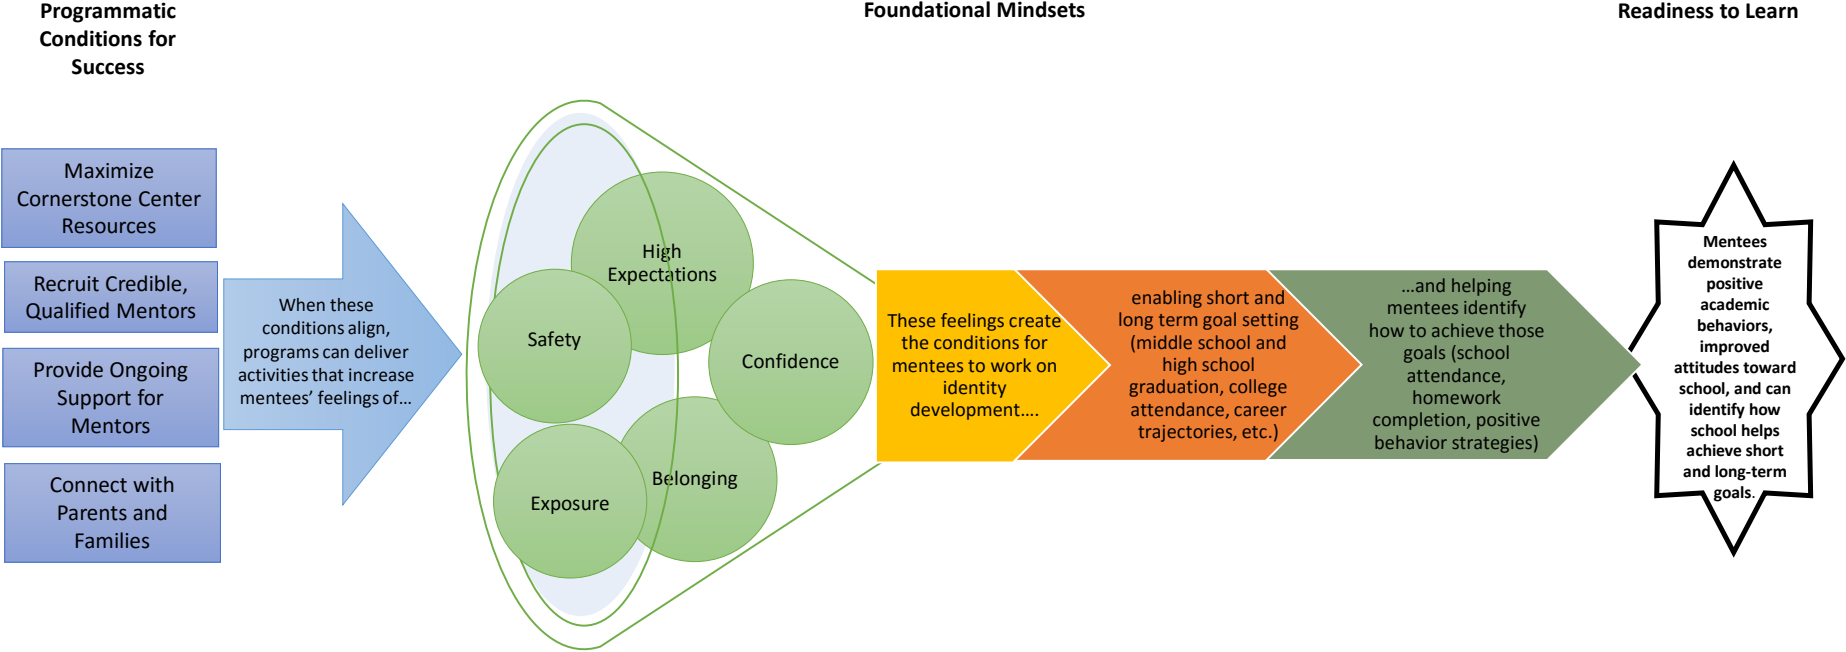 Programmatic
Conditions for
Success
Foundational Mindsets
Readiness to Learn
Maximize
Cornerstone Center
Resources
Recruit Credible,
Qualified Mentors
Provide Ongoing
Support for
Mentors
Connect with
Parents and
Families
When these
conditions align,
programs can deliver
activities that increase
mentees’ feelings of…
High
Expectations
Safety
Confidence
Belonging
Exposure
These feelings create
the conditions for
mentees to work on
identity
development….
enabling short and
long term goal setting
(middle school and
high school
graduation, college
attendance, career
trajectories, etc.)
…and helping
mentees identify
how to achieve those
goals (school
attendance,
homework
completion, positive
behavior strategies)
Mentees
demonstrate
positive
academic
behaviors,
improved
attitudes toward
school, and can
identify how
school helps
achieve short
and long-term
goals.